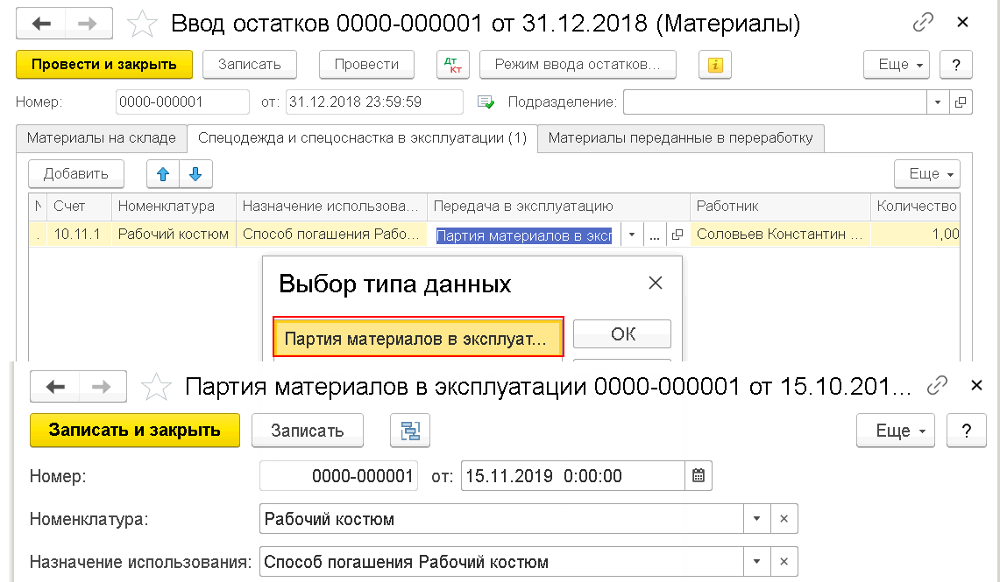 Ввод остатков 0000-000001 от 31.12.2018 (Материалы)
Провести и закрыть Записать Провести Дт Кт Режим ввода остатков... Еще ?
Номер: 0000-000001 от: 31.12.2018 23:59:59 Подразделение:
Материалы на складе Спецодежда и спецоснастка в эксплуатации (1) Материалы переданные в переработку
Добавить Еще
N Счет Номенклатура Назначение использова... Передача в эксплуатацию Работник Количество
10.11.1 Рабочий костюм Способ погашения Рабо... Партия материалов в эксп ... Соловьев Константин ... 1,00
Выбор типа данных
Партия материалов в эксплуат... ОК
Партия материалов в эксплуатации 0000-000001 от 15.10.201...
Записать и закрыть Записать Еще ?
Номер: 0000-000001 от: 15.11.2019 0:00:00
Номенклатура: Рабочий костюм
Назначение использования: Способ погашения Рабочий костюм